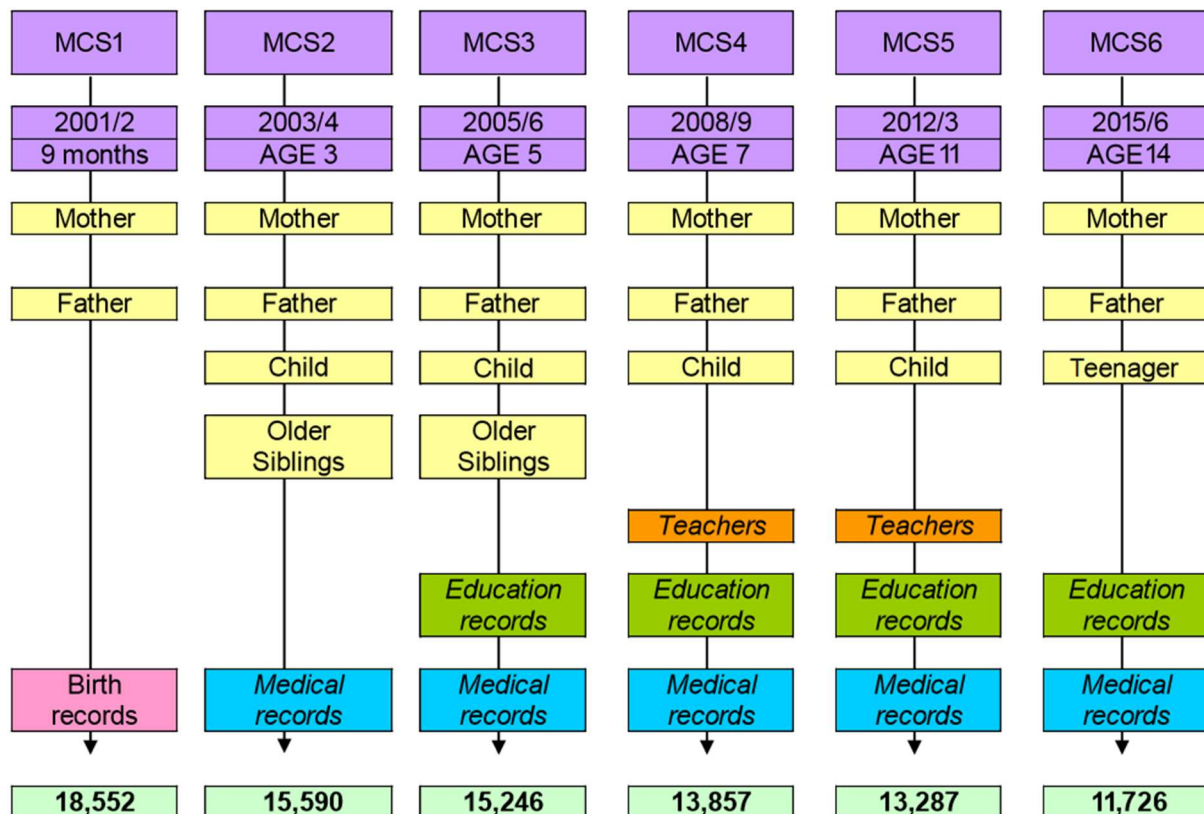 MCS1
MCS2
MCS3
MCS4
MCS5
MCS6
2001/2
2003/4
2005/6
2008/9
2012/3
2015/6
9 months
AGE 3
AGE 5
AGE 7
AGE 11
AGE14
Mother
Mother
Mother
Mother
Mother
Mother
Father
Father
Father
Father
Father
Father
Child
Child
Child
Child
Teenager
Older
Siblings
Older
Siblings
Teachers
Teachers
Education
records
Education
records
Education
records
Education
records
Birth
records
Medical
records
Medical
records
Medical
records
Medical
records
Medical
records
18,552
15,590
15,246
13,857
13,287
11,726